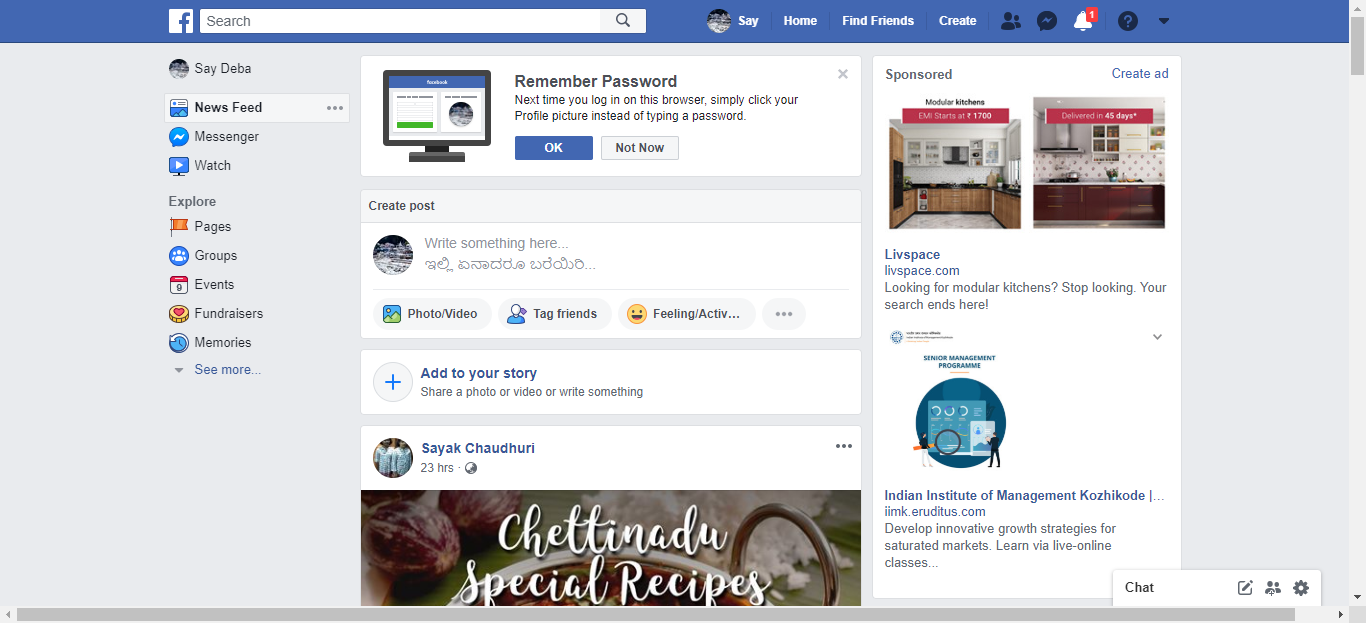 Search
Say
Home
Find Friends
Create
1
Say Deba
News Feed
Messenger
Watch
Explore
Pages
Groups
9
Events
Fundraisers
Memories
See more...
facebook
Remember Password
Next time you log in on this browser, simply click your
Profile picture instead of typing a password.
OK
Not Now
Create post
Write something here...
ಇಲ್ಲಿ ಏನಾದರೂ ಬರೆಯಿರಿ...
Photo/Video
Tag friends
Feeling/Activ...
Add to your story
Share a photo or video or write something
Sayak Chaudhuri
23 hrs ·
Chettinadu
Special Recipes
Sponsored
Create ad
Modular kitchens
EMI Starts at ₹ 1700
Delivered in 45 days*
Livspace
livspace.com
Looking for modular kitchens? Stop looking. Your
search ends here!
SENIOR MANAGEMENT
PROGRAMME
Indian Institute of Management Kozhikode |...
iimk.eruditus.com
Develop innovative growth strategies for
saturated markets. Learn via live-online
classes...
Chat